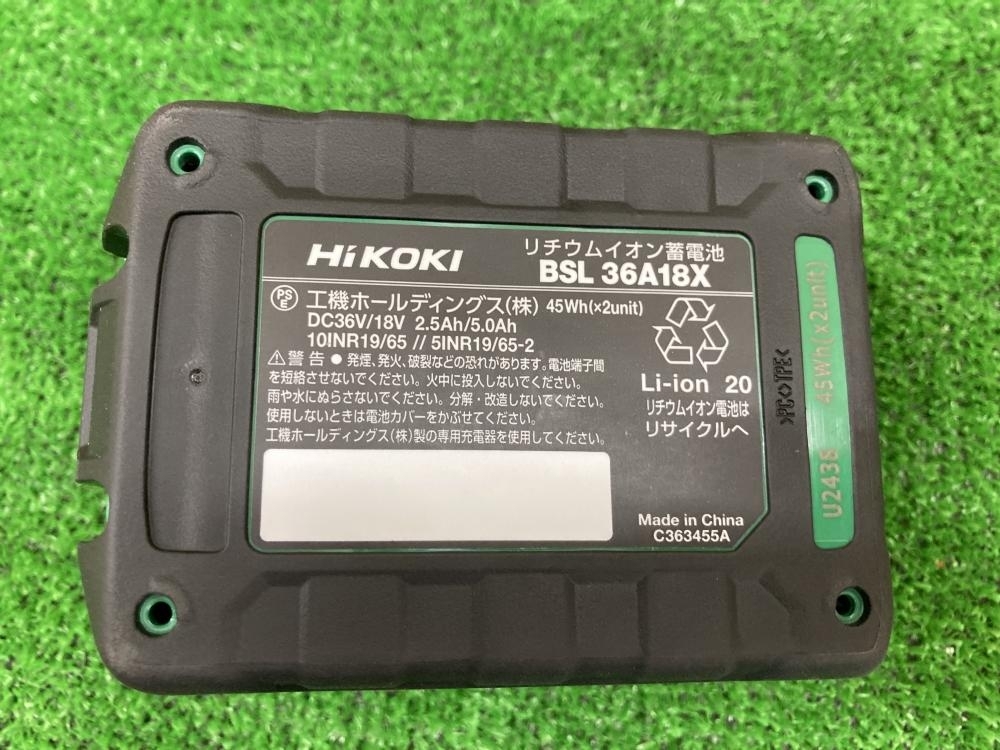 HiKOKI
リチウムイオン蓄電池
BSL 36A18X
PS
E
工機ホールディングス(株) 45Wh(×2unit)
DC36V/18V 2.5Ah/5.0Ah
10INR19/65 // 5INR19/65-2
⚠警告 ● 発煙、発火、破裂などの恐れがあります。電池端子間
を短絡させないでください。火中に投入しないでください。
雨や水にぬらさないでください。分解・改造しないでください。
使用しないときは電池カバーをかぶせてください。
工機ホールディングス(株)製の専用充電器を使用してください。
Li-ion 20
リチウムイオン電池は
リサイクルへ
Made in China
C363455A
>PC<>TPE<
U2438 45Wh(×2unit)